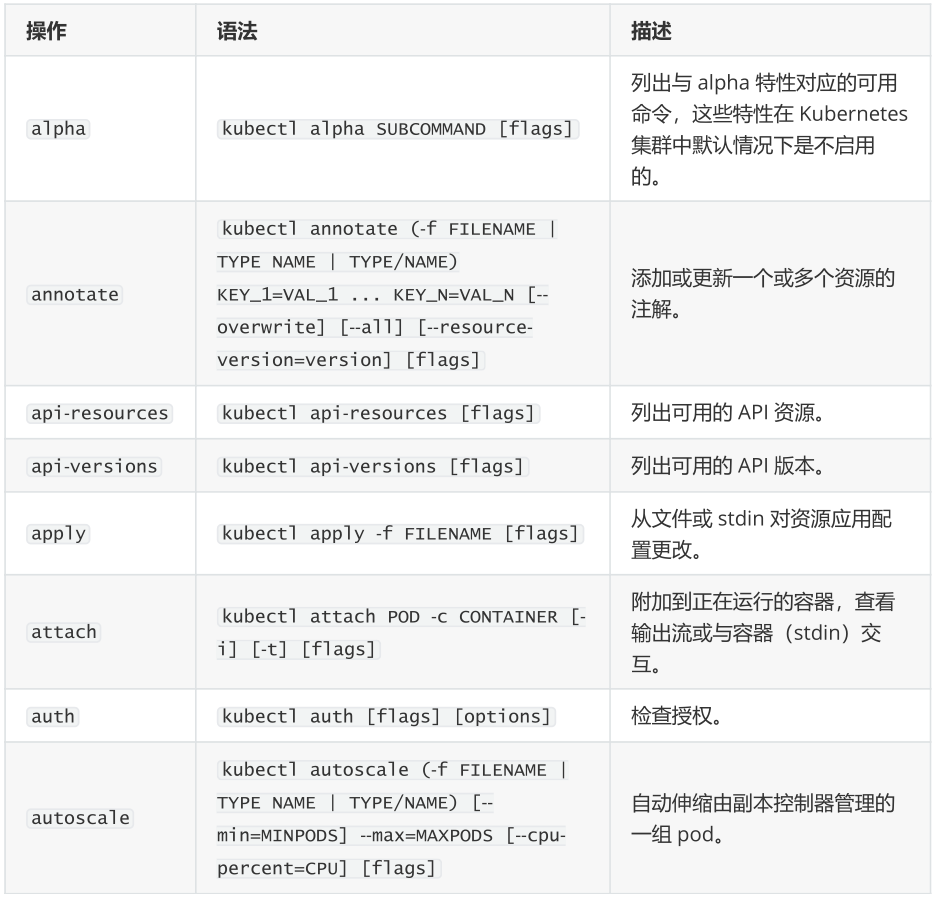 操作 语法 描述
alpha kubectl alpha SUBCOMMAND [flags] 列出与 alpha 特性对应的可用
命令，这些特性在 Kubernetes
集群中默认情况下是不启用
的。
annotate kubectl annotate (-f FILENAME |
TYPE NAME | TYPE/NAME)
KEY_1=VAL_1 ... KEY_N=VAL_N [--
overwrite] [--all] [--resource-
version=version] [flags]
添加或更新一个或多个资源的
注解。
api-resources kubectl api-resources [flags] 列出可用的 API 资源。
api-versions kubectl api-versions [flags] 列出可用的 API 版本。
apply kubectl apply -f FILENAME [flags] 从文件或 stdin 对资源应用配
置更改。
attach kubectl attach POD -c CONTAINER [-
i] [-t] [flags]
附加到正在运行的容器，查看
输出流或与容器（stdin）交
互。
auth kubectl auth [flags] [options] 检查授权。
autoscale kubectl autoscale (-f FILENAME |
TYPE NAME | TYPE/NAME) [--
min=MINPODS] --max=MAXPODS [--cpu-
percent=CPU] [flags]
自动伸缩由副本控制器管理的
一组 pod。